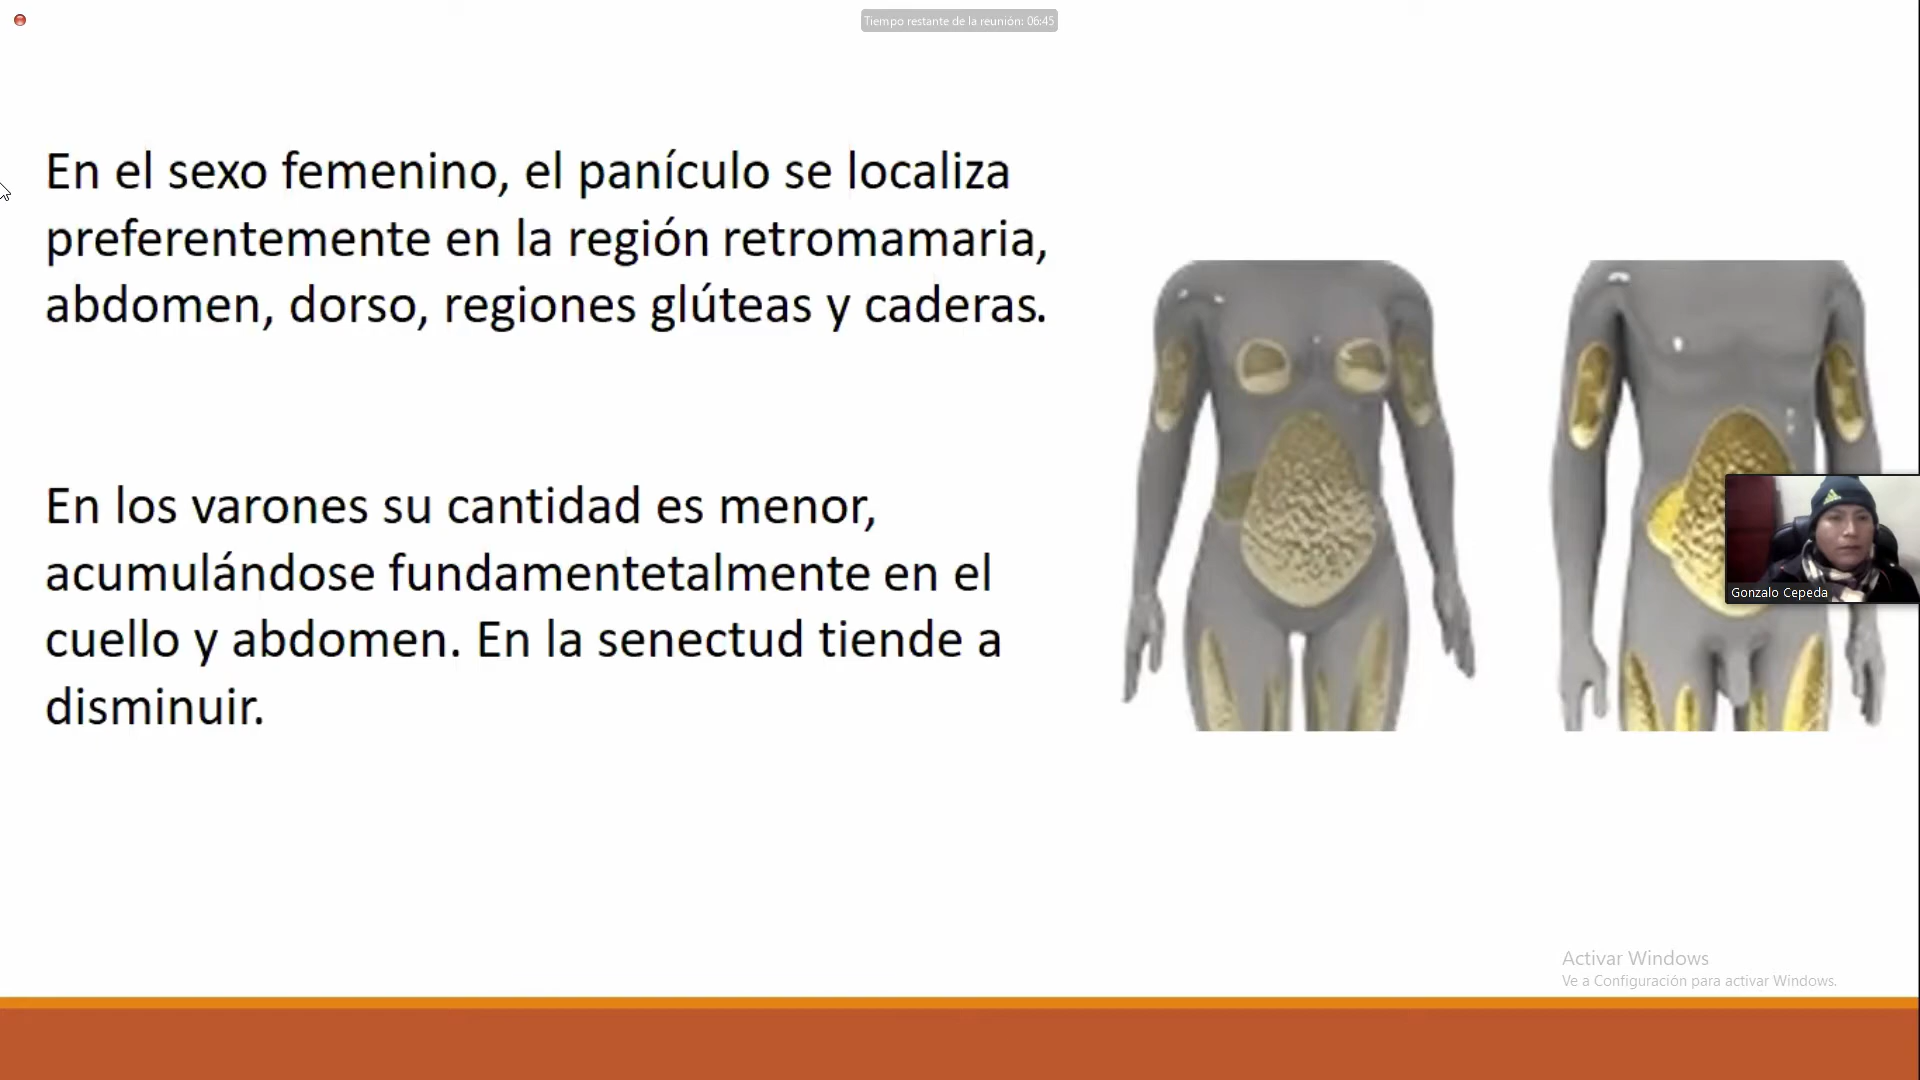 Tiempo restante de la reunión: 06:45
En el sexo femenino, el panículo se localiza
preferentemente en la región retromamaria,
abdomen, dorso, regiones glúteas y caderas.
En los varones su cantidad es menor,
acumulándose fundamentetalmente en el
cuello y abdomen. En la senectud tiende a
disminuir.
Gonzalo Cepeda
Activar Windows
Ve a Configuración para activar Windows.